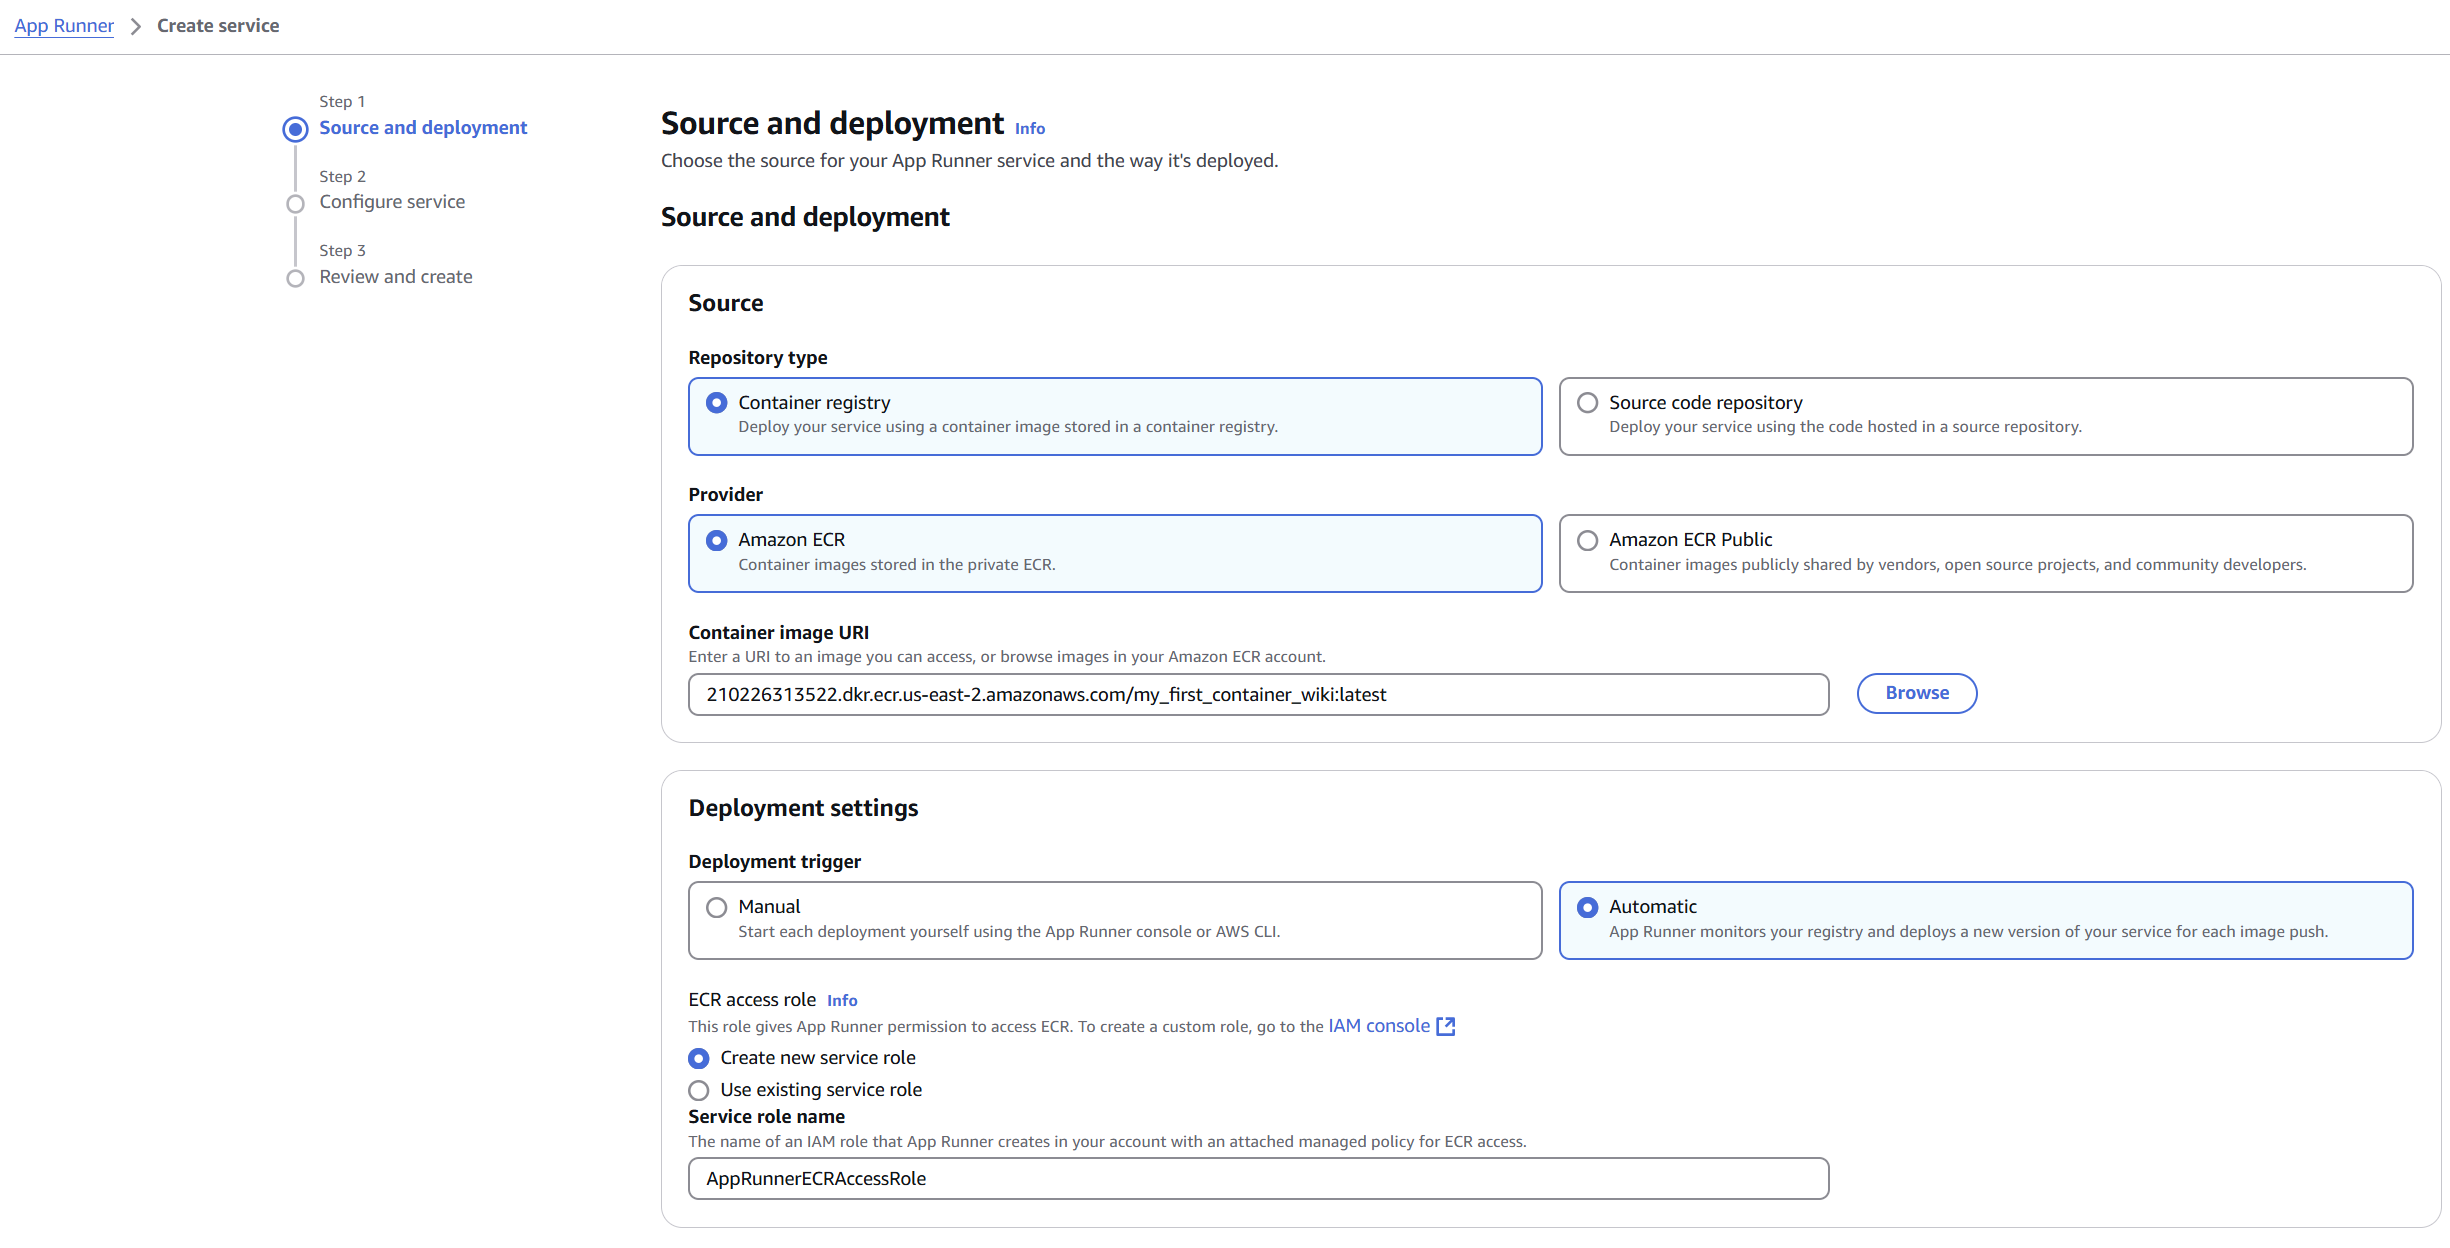 App Runner > Create service
Step 1
Source and deployment
Step 2
Configure service
Step 3
Review and create
Source and deployment Info
Choose the source for your App Runner service and the way it's deployed.
Source and deployment
Source
Repository type
Container registry
Deploy your service using a container image stored in a container registry.
Source code repository
Deploy your service using the code hosted in a source repository.
Provider
Amazon ECR
Container images stored in the private ECR.
Amazon ECR Public
Container images publicly shared by vendors, open source projects, and community developers.
Container image URI
Enter a URI to an image you can access, or browse images in your Amazon ECR account.
210226313522.dkr.ecr.us-east-2.amazonaws.com/my_first_container_wiki:latest
Browse
Deployment settings
Deployment trigger
Manual
Start each deployment yourself using the App Runner console or AWS CLI.
Automatic
App Runner monitors your registry and deploys a new version of your service for each image push.
ECR access role Info
This role gives App Runner permission to access ECR. To create a custom role, go to the IAM console
Create new service role
Use existing service role
Service role name
The name of an IAM role that App Runner creates in your account with an attached managed policy for ECR access.
AppRunnerECRAccessRole